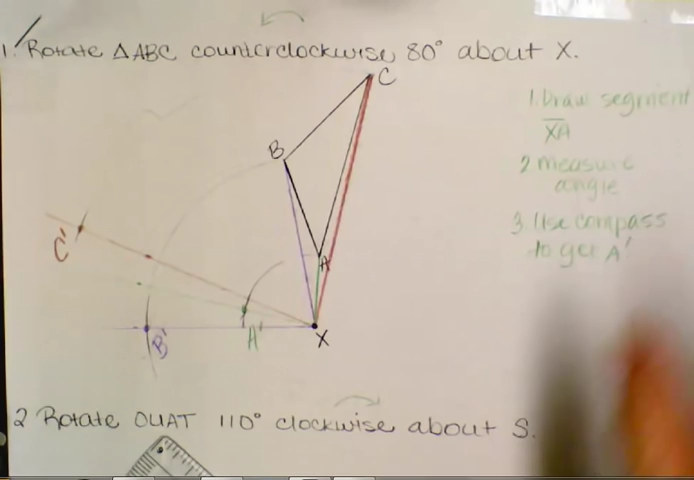 1. Rotate △ABC counterclockwise 80° about X.
C
1. Draw segment
XA
B
2 measure
angle
3. Use compass
to get A'
C'
A
B'
A'
X
2 Rotate QUAT 110° clockwise about S.